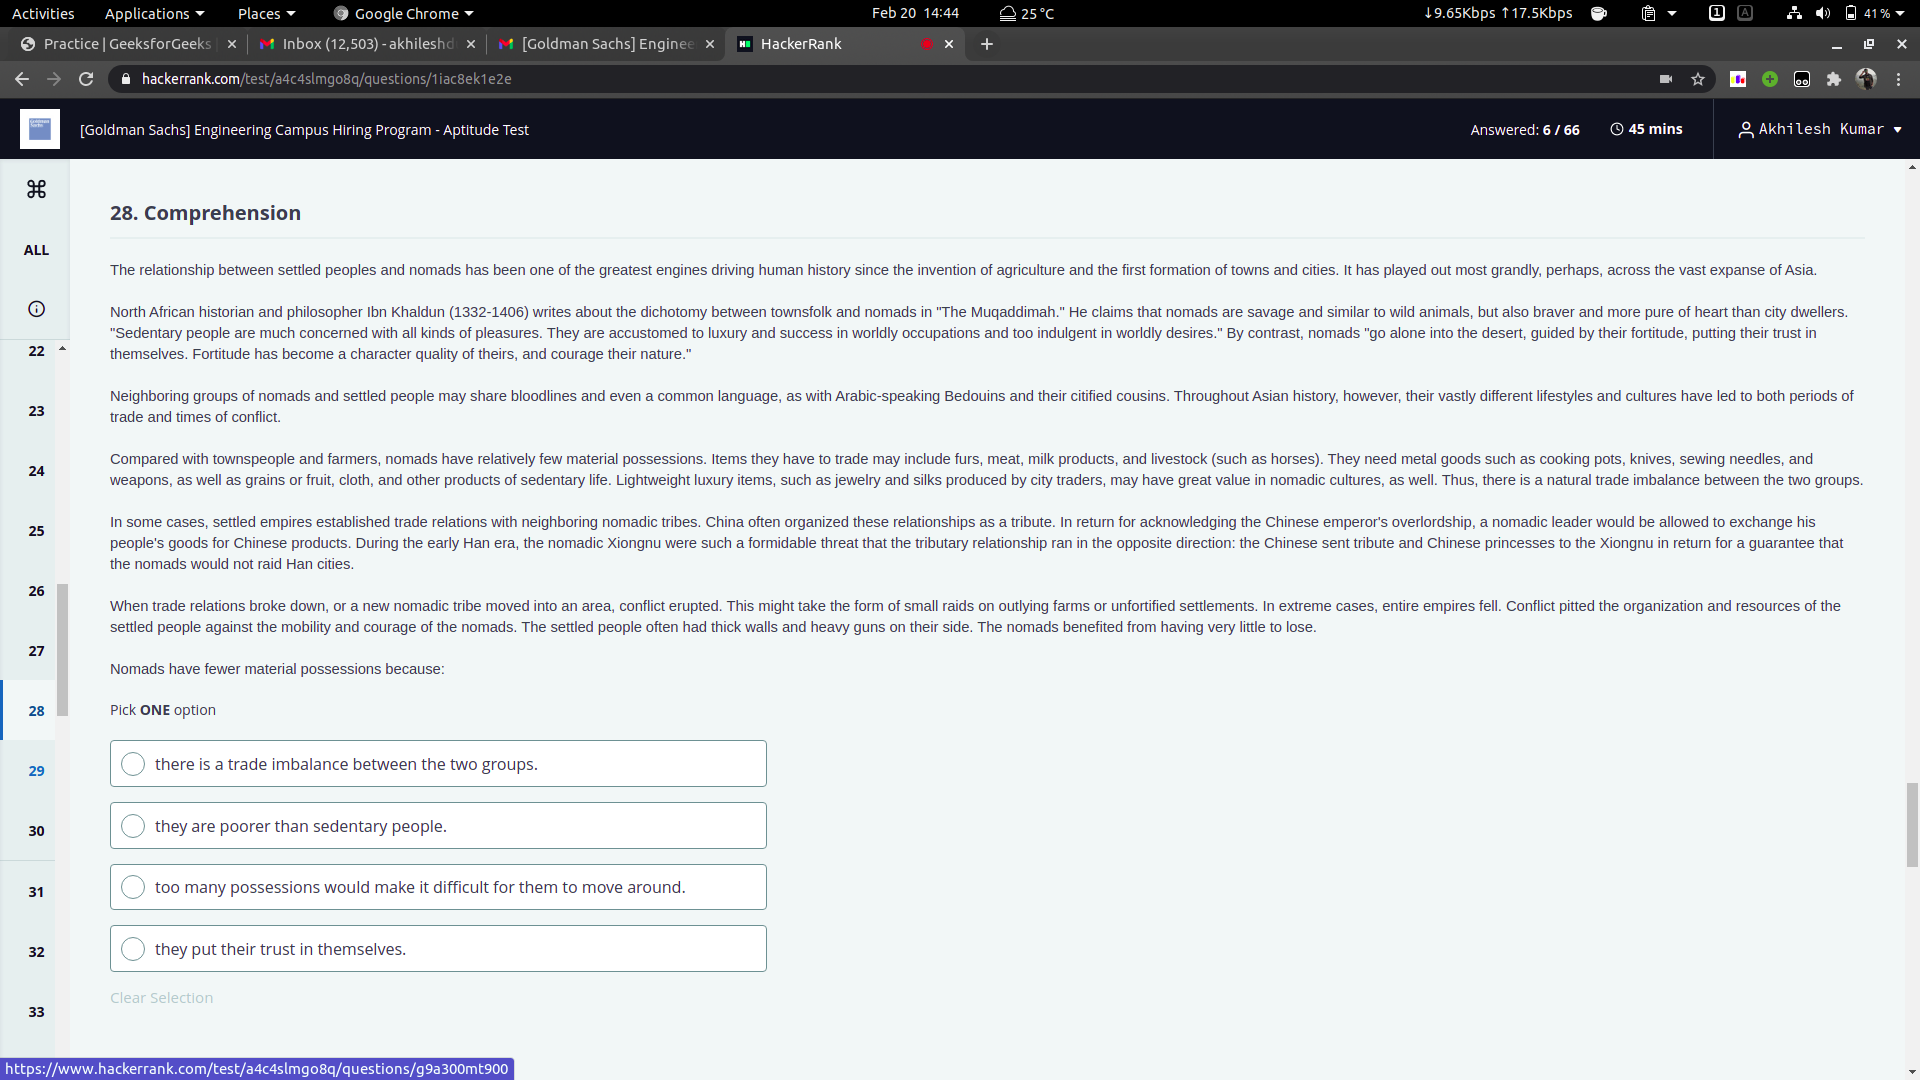 Activities Applications Places Google Chrome Feb 20 14:44 25 °C ↓9.65Kbps ↑17.5Kbps 1 A 41 %
Practice | GeeksforGeeks Inbox (12,503) - akhileshd [Goldman Sachs] Enginee HackerRank
hackerrank.com/test/a4c4slmgo8q/questions/1iac8ek1e2e
[Goldman Sachs] Engineering Campus Hiring Program - Aptitude Test Answered: 6 / 66 45 mins Akhilesh Kumar
ALL
22
23
24
25
26
27
28
29
30
31
32
33
28. Comprehension
The relationship between settled peoples and nomads has been one of the greatest engines driving human history since the invention of agriculture and the first formation of towns and cities. It has played out most grandly, perhaps, across the vast expanse of Asia.
North African historian and philosopher Ibn Khaldun (1332-1406) writes about the dichotomy between townsfolk and nomads in "The Muqaddimah." He claims that nomads are savage and similar to wild animals, but also braver and more pure of heart than city dwellers.
"Sedentary people are much concerned with all kinds of pleasures. They are accustomed to luxury and success in worldly occupations and too indulgent in worldly desires." By contrast, nomads "go alone into the desert, guided by their fortitude, putting their trust in
themselves. Fortitude has become a character quality of theirs, and courage their nature."
Neighboring groups of nomads and settled people may share bloodlines and even a common language, as with Arabic-speaking Bedouins and their citified cousins. Throughout Asian history, however, their vastly different lifestyles and cultures have led to both periods of
trade and times of conflict.
Compared with townspeople and farmers, nomads have relatively few material possessions. Items they have to trade may include furs, meat, milk products, and livestock (such as horses). They need metal goods such as cooking pots, knives, sewing needles, and
weapons, as well as grains or fruit, cloth, and other products of sedentary life. Lightweight luxury items, such as jewelry and silks produced by city traders, may have great value in nomadic cultures, as well. Thus, there is a natural trade imbalance between the two groups.
In some cases, settled empires established trade relations with neighboring nomadic tribes. China often organized these relationships as a tribute. In return for acknowledging the Chinese emperor's overlordship, a nomadic leader would be allowed to exchange his
people's goods for Chinese products. During the early Han era, the nomadic Xiongnu were such a formidable threat that the tributary relationship ran in the opposite direction: the Chinese sent tribute and Chinese princesses to the Xiongnu in return for a guarantee that
the nomads would not raid Han cities.
When trade relations broke down, or a new nomadic tribe moved into an area, conflict erupted. This might take the form of small raids on outlying farms or unfortified settlements. In extreme cases, entire empires fell. Conflict pitted the organization and resources of the
settled people against the mobility and courage of the nomads. The settled people often had thick walls and heavy guns on their side. The nomads benefited from having very little to lose.
Nomads have fewer material possessions because:
Pick ONE option
there is a trade imbalance between the two groups.
they are poorer than sedentary people.
too many possessions would make it difficult for them to move around.
they put their trust in themselves.
Clear Selection
https://www.hackerrank.com/test/a4c4slmgo8q/questions/g9a300mt900